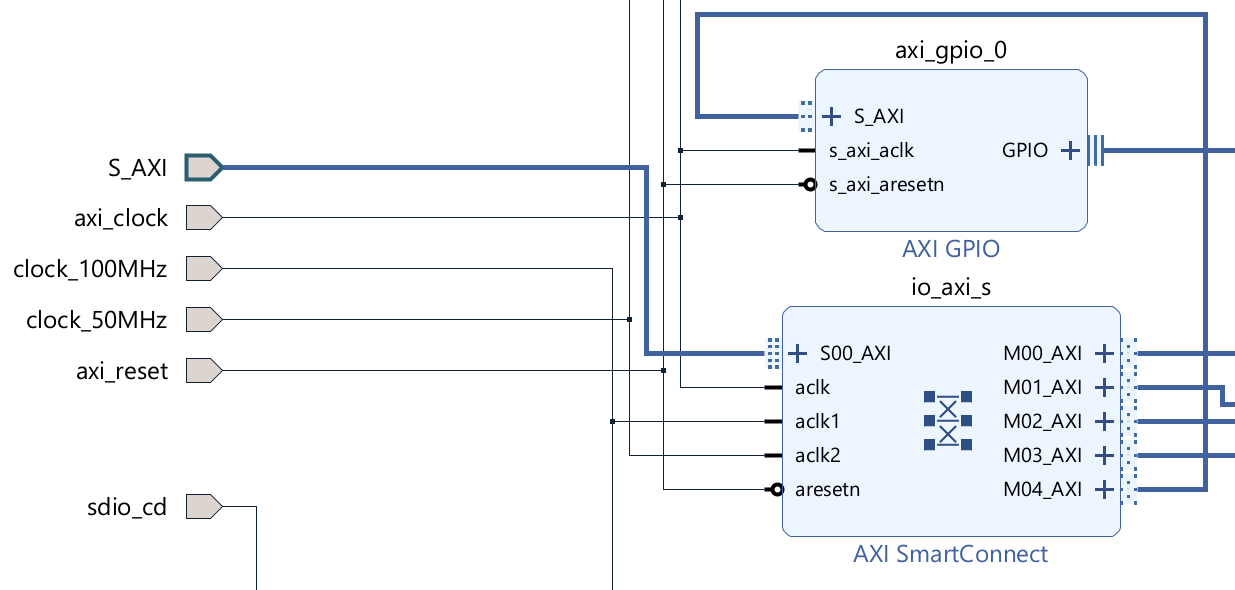 axi_gpio_0
S_AXI
s_axi_aclk
GPIO
s_axi_aresetn
AXI GPIO
S_AXI
axi_clock
clock_100MHz
clock_50MHz
axi_reset
sdio_cd
io_axi_s
S00_AXI
M00_AXI
aclk
M01_AXI
aclk1
M02_AXI
aclk2
M03_AXI
aresetn
M04_AXI
AXI SmartConnect